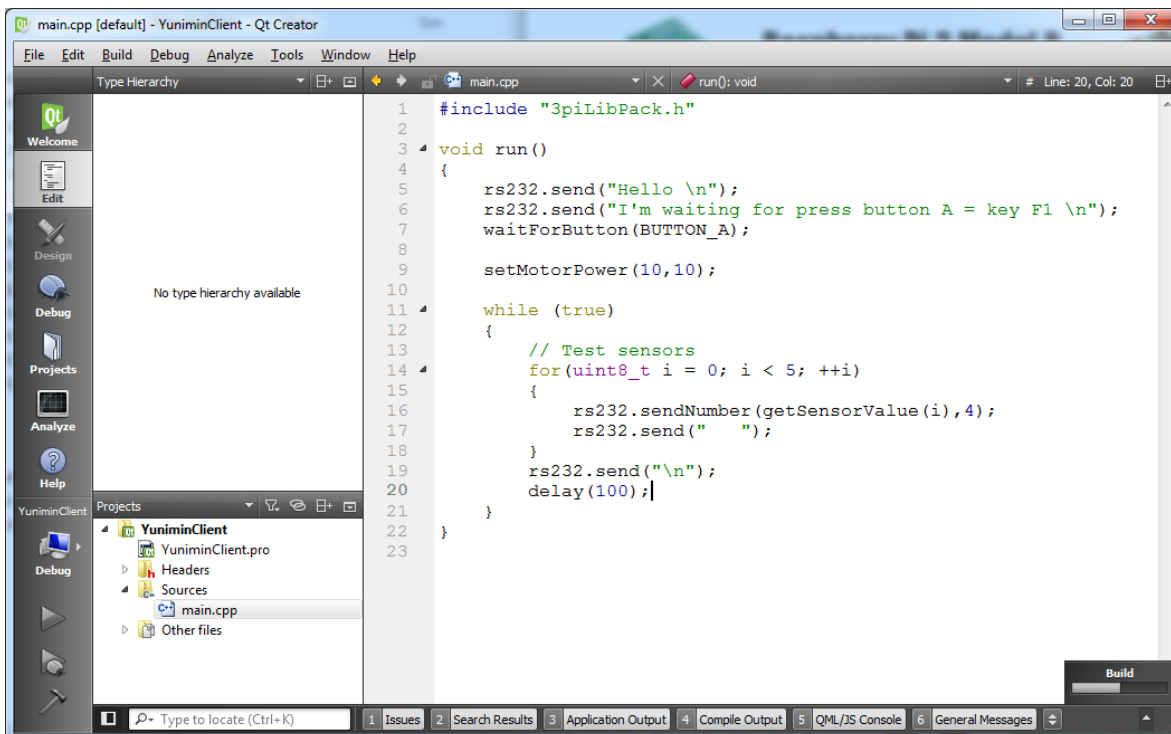 main.cpp [default] - YuniminClient - Qt Creator
File Edit Build Debug Analyze Tools Window Help
Type Hierarchy main.cpp run(): void # Line: 20, Col: 20
Welcome
Edit
Design
Debug
Projects
Analyze
Help
YuniminClient
Debug
No type hierarchy available
1 #include "3piLibPack.h"
2
3 void run()
4 {
5 rs232.send("Hello \n");
6 rs232.send("I'm waiting for press button A = key F1 \n");
7 waitForButton(BUTTON_A);
8
9 setMotorPower(10,10);
10
11 while (true)
12 {
13 // Test sensors
14 for(uint8_t i = 0; i < 5; ++i)
15 {
16 rs232.sendNumber(getSensorValue(i),4);
17 rs232.send("   ");
18 }
19 rs232.send("\n");
20 delay(100);
21 }
22 }
23
Projects
YuniminClient
YuniminClient.pro
Headers
Sources
main.cpp
Other files
Build
Type to locate (Ctrl+K) 1 Issues 2 Search Results 3 Application Output 4 Compile Output 5 QML/JS Console 6 General Messages